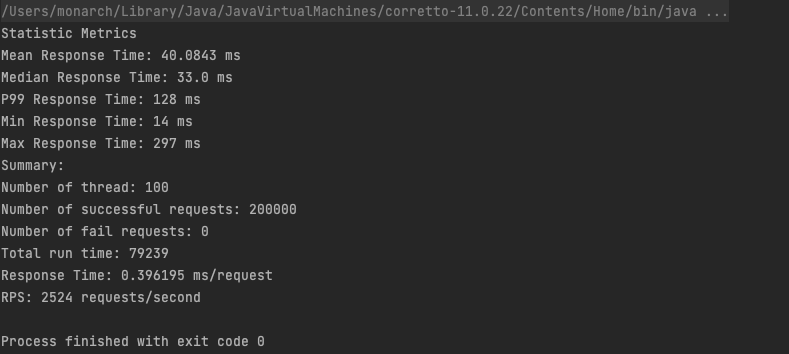 /Users/monarch/Library/Java/JavaVirtualMachines/corretto-11.0.22/Contents/Home/bin/java ...
Statistic Metrics
Mean Response Time: 40.0843 ms
Median Response Time: 33.0 ms
P99 Response Time: 128 ms
Min Response Time: 14 ms
Max Response Time: 297 ms
Summary:
Number of thread: 100
Number of successful requests: 200000
Number of fail requests: 0
Total run time: 79239
Response Time: 0.396195 ms/request
RPS: 2524 requests/second
Process finished with exit code 0